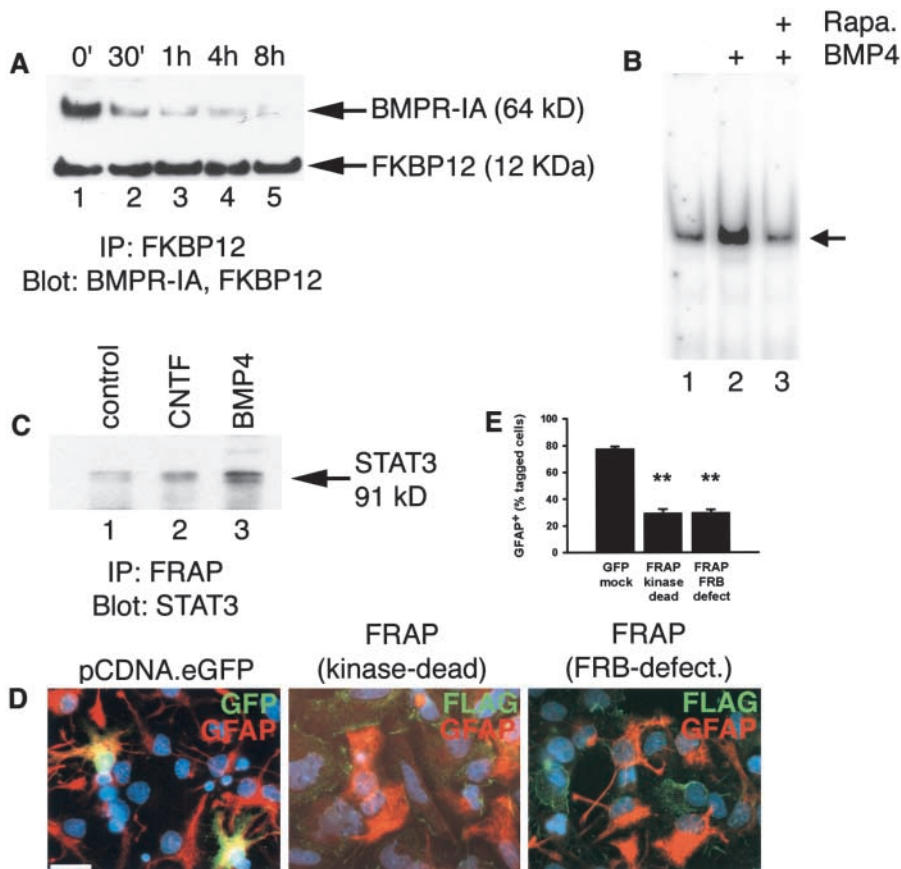 A
0' 30' 1h 4h 8h
BMPR-IA (64 kD)
FKBP12 (12 KDa)
1 2 3 4 5
IP: FKBP12
Blot: BMPR-IA, FKBP12
B
+ Rapa.
+ + BMP4
1 2 3
C
control CNTF BMP4
STAT3
91 kD
1 2 3
IP: FRAP
Blot: STAT3
E
GFAP+ (% tagged cells)
100
80
60
40
20
0
** **
GFP mock
FRAP kinase dead
FRAP FRB defect
D
pCDNA.eGFP
GFP
GFAP
FRAP
(kinase-dead)
FLAG
GFAP
FRAP
(FRB-defect.)
FLAG
GFAP